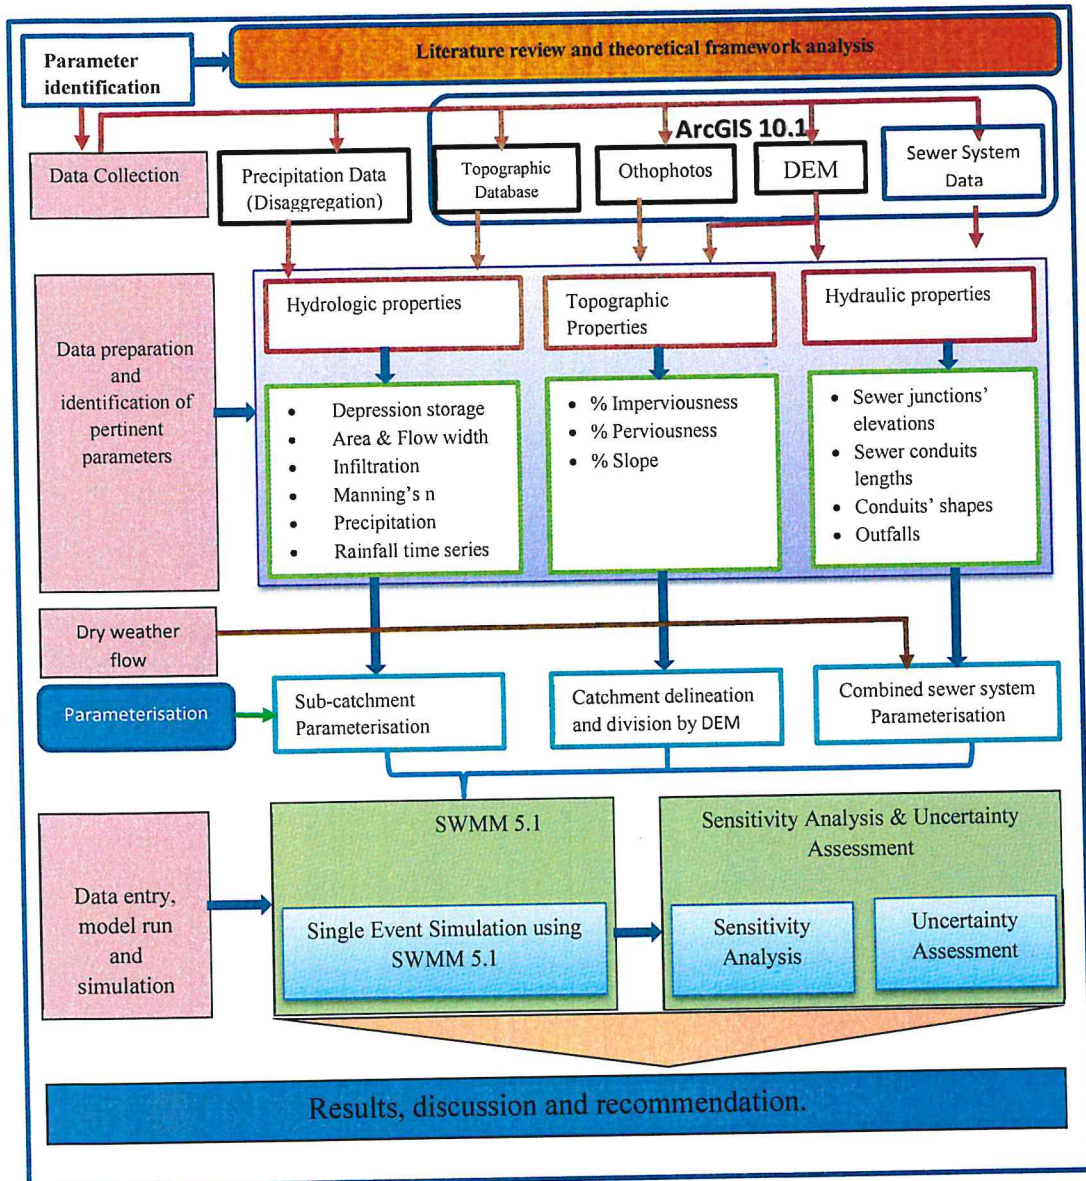 Literature review and theoretical framework analysis
Parameter
identification
ArcGIS 10.1
Data Collection
Precipitation Data
(Disaggregation)
Topographic
Database
Othophotos
DEM
Sewer System
Data
Hydrologic properties
Topographic
Properties
Hydraulic properties
Data preparation
and
identification of
pertinent
parameters
• Depression storage
• Area & Flow width
• Infiltration
• Manning's n
• Precipitation
• Rainfall time series
• % Imperviousness
• % Perviousness
• % Slope
• Sewer junctions'
elevations
• Sewer conduits
lengths
• Conduits' shapes
• Outfalls
Dry weather
flow
Parameterisation
Sub-catchment
Parameterisation
Catchment delineation
and division by DEM
Combined sewer system
Parameterisation
Data entry,
model run
and
simulation
SWMM 5.1
Single Event Simulation using
SWMM 5.1
Sensitivity Analysis & Uncertainty
Assessment
Sensitivity
Analysis
Uncertainty
Assessment
Results, discussion and recommendation.